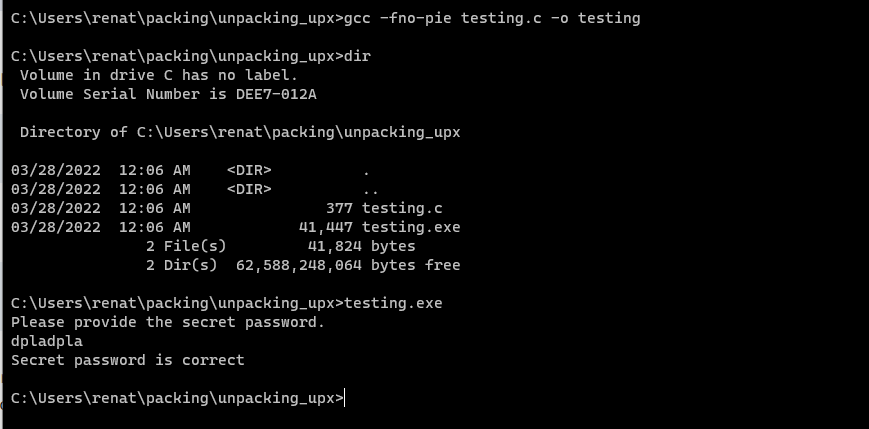 C:\Users\renat\packing\unpacking_upx>gcc -fno-pie testing.c -o testing
C:\Users\renat\packing\unpacking_upx>dir
Volume in drive C has no label.
Volume Serial Number is DEE7-012A
Directory of C:\Users\renat\packing\unpacking_upx
03/28/2022  12:06 AM    <DIR>          .
03/28/2022  12:06 AM    <DIR>          ..
03/28/2022  12:06 AM               377 testing.c
03/28/2022  12:06 AM            41,447 testing.exe
2 File(s)         41,824 bytes
2 Dir(s)  62,588,248,064 bytes free
C:\Users\renat\packing\unpacking_upx>testing.exe
Please provide the secret password.
dpladpla
Secret password is correct
C:\Users\renat\packing\unpacking_upx>